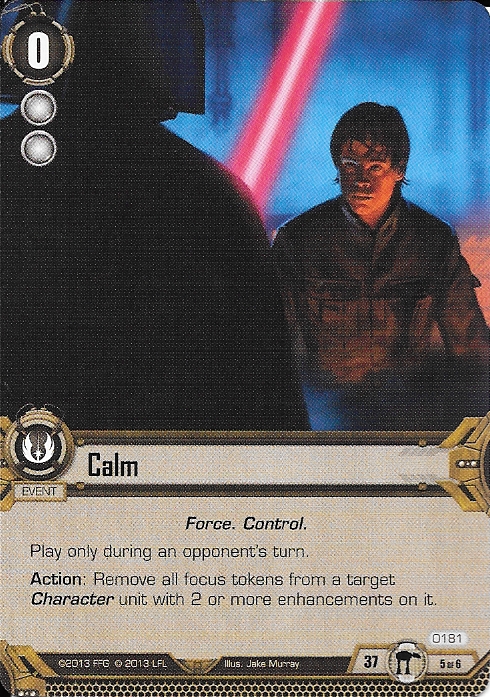 0
Calm
EVENT
Force. Control.
Play only during an opponent's turn.
Action: Remove all focus tokens from a target
Character unit with 2 or more enhancements on it.
0181
©2013 FFG © 2013 LFL Illus. Jake Murray 37 5 of 6